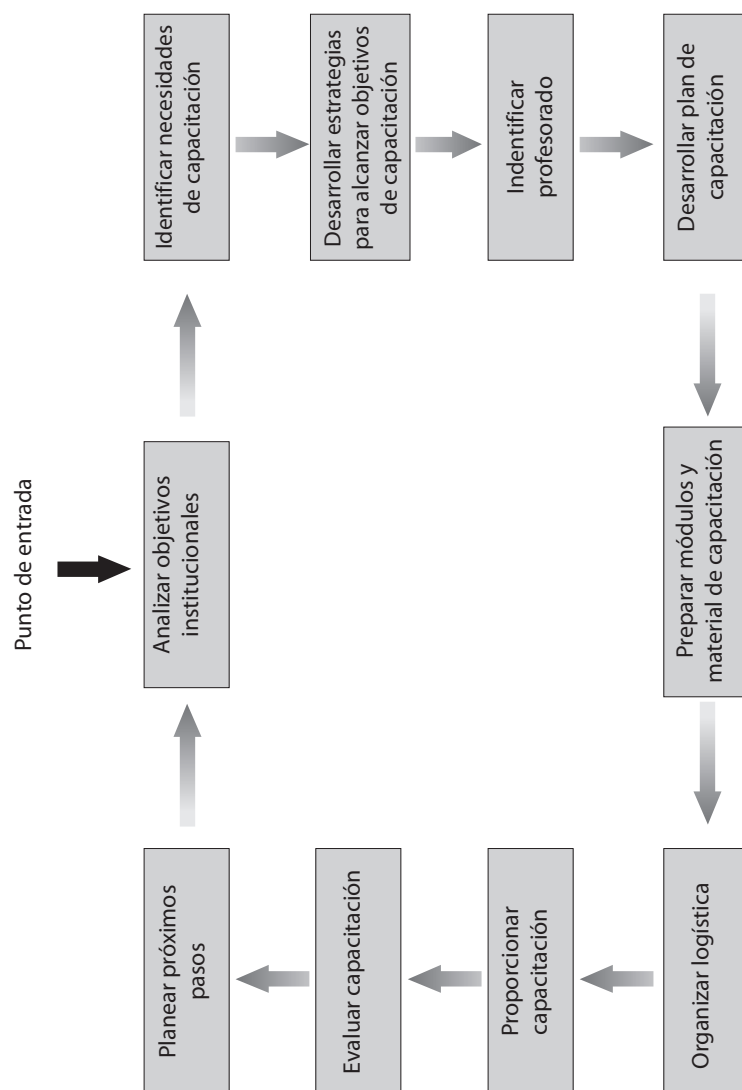 Punto de entrada
Analizar objetivos
institucionales
Identificar necesidades
de capacitación
Desarrollar estrategias
para alcanzar objetivos
de capacitación
Indentificar
profesorado
Desarrollar plan de
capacitación
Preparar módulos y
material de capacitación
Organizar logística
Proporcionar
capacitación
Evaluar capacitación
Planear próximos
pasos